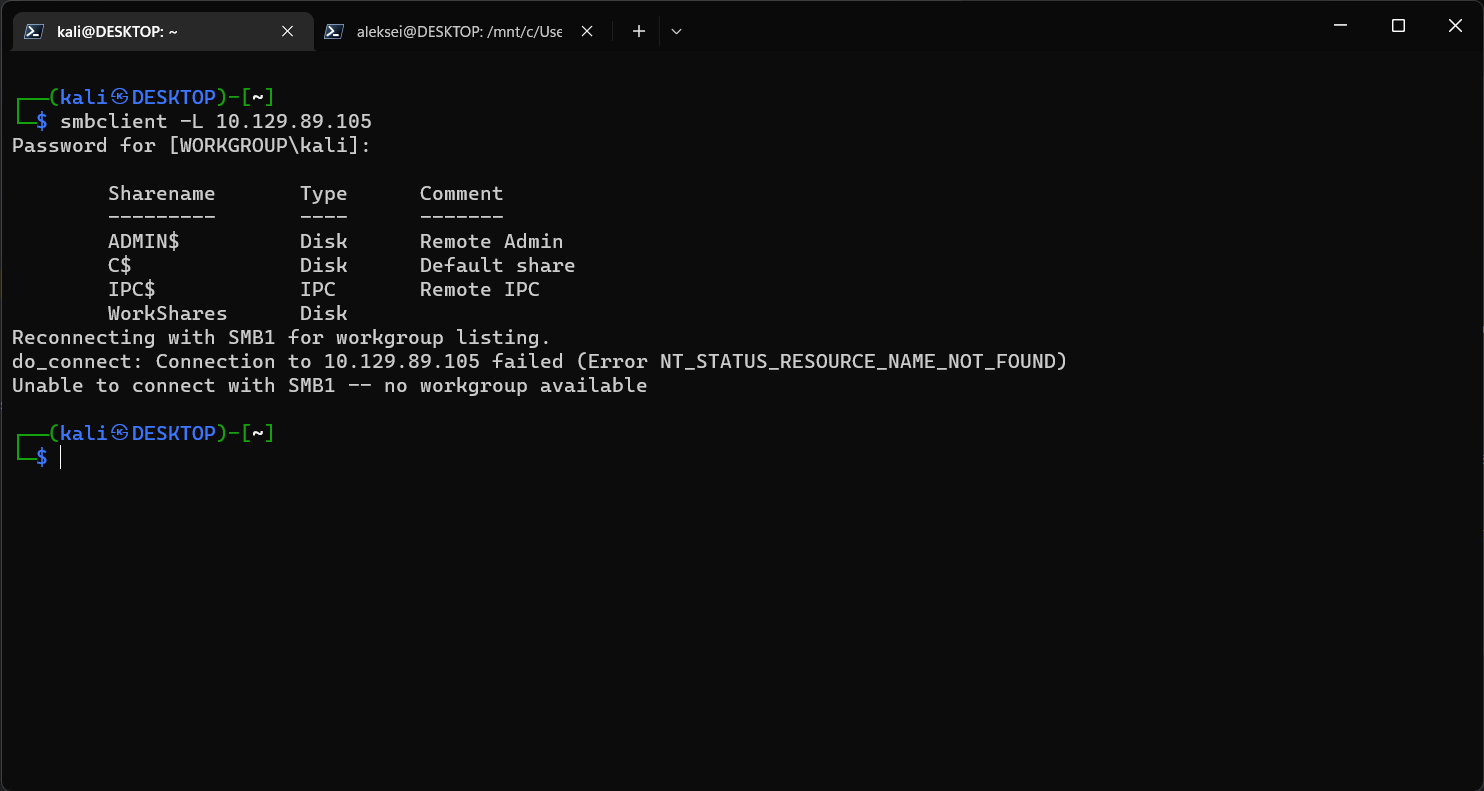 kali@DESKTOP: ~
aleksei@DESKTOP: /mnt/c/Use
┌──(kali㉿DESKTOP)-[~]
└─$ smbclient -L 10.129.89.105
Password for [WORKGROUP\kali]:
Sharename Type Comment
--------- ---- -------
ADMIN$ Disk Remote Admin
C$ Disk Default share
IPC$ IPC Remote IPC
WorkShares Disk
Reconnecting with SMB1 for workgroup listing.
do_connect: Connection to 10.129.89.105 failed (Error NT_STATUS_RESOURCE_NAME_NOT_FOUND)
Unable to connect with SMB1 -- no workgroup available
┌──(kali㉿DESKTOP)-[~]
└─$